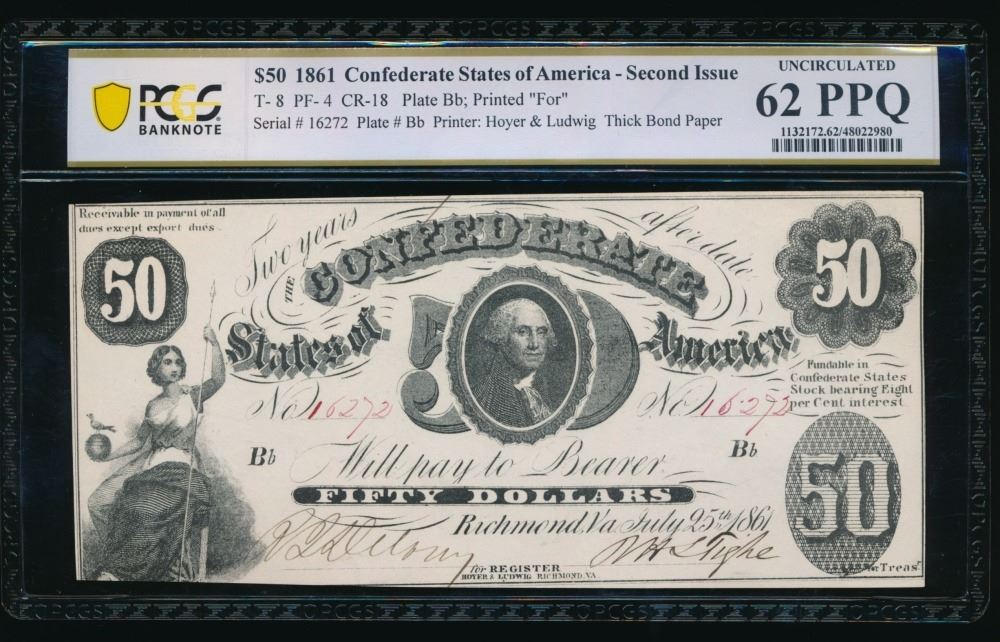 $50 1861 Confederate States of America - Second Issue
T- 8 PF- 4 CR-18 Plate Bb; Printed "For"
Serial # 16272 Plate # Bb Printer: Hoyer & Ludwig Thick Bond Paper
PCGS
BANKNOTE
UNCIRCULATED
62 PPQ
1132172.62/48022980
Receivable in payment of all
dues except export dues.
Two years after date
THE CONFEDERATE
States of America
50
50
50
Fundable in
Confederate States
Stock bearing Eight
per Cent interest
No 16272
No 16272
Bb
Bb
Will pay to Bearer
FIFTY DOLLARS
50
Richmond, Va July 25th 1861
For REGISTER
for Treasr
HOYER & LUDWIG RICHMOND, VA